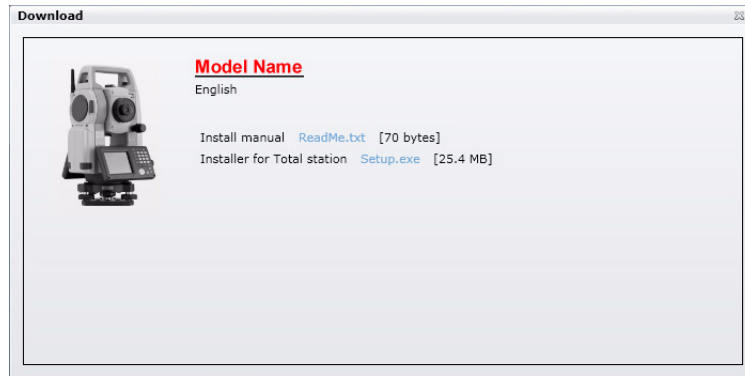 Download
Model Name
English
Install manual ReadMe.txt [70 bytes]
Installer for Total station Setup.exe [25.4 MB]